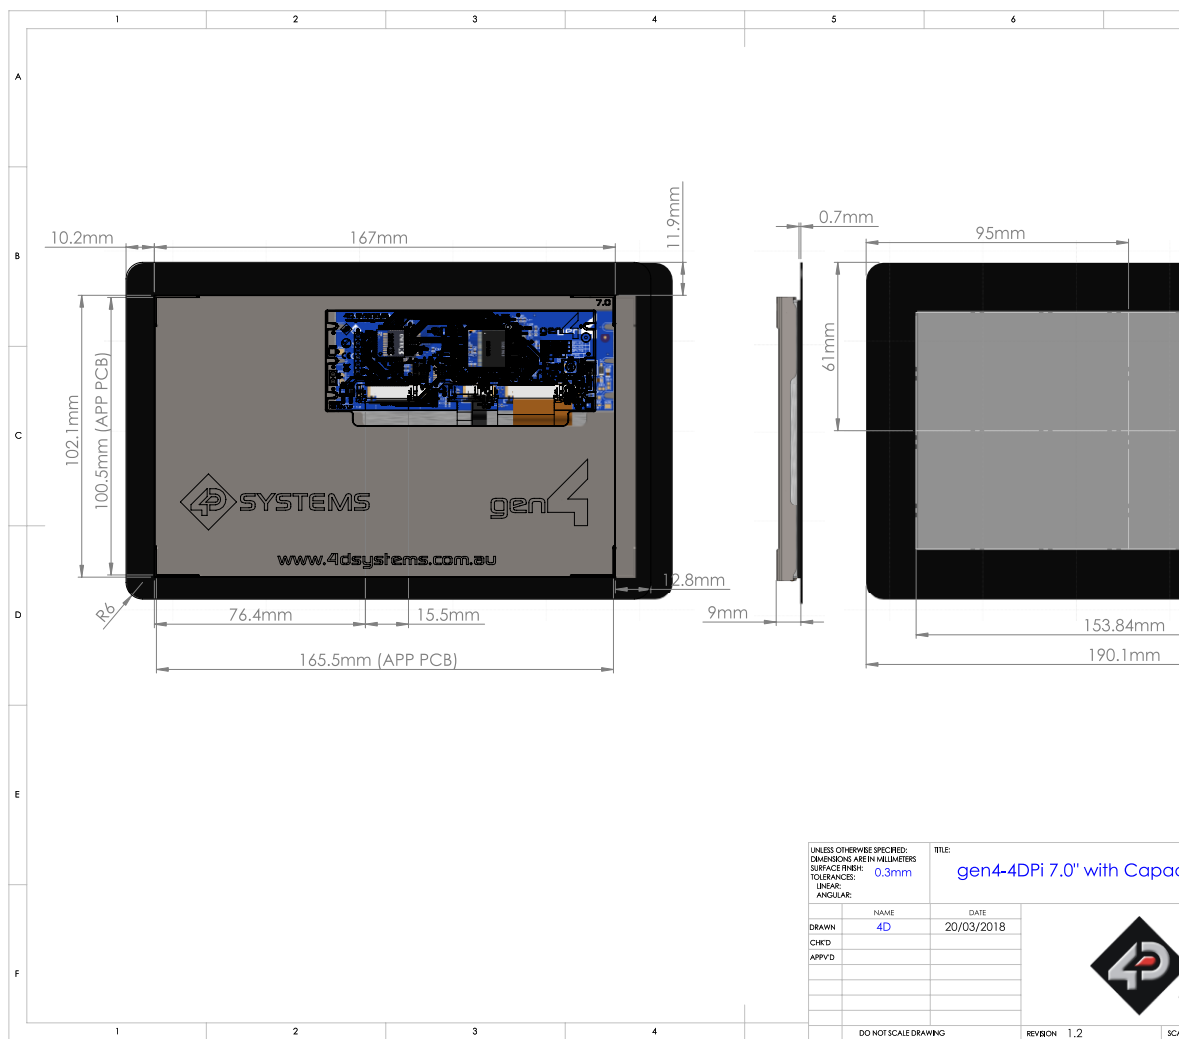 1 2 3 4 5 6
A
B
C
D
E
F
10.2mm
167mm
11.9mm
0.7mm
95mm
61mm
7.0
102.1mm
100.5mm (APP PCB)
4D SYSTEMS
gen4
www.4dsystems.com.au
R6
76.4mm
15.5mm
12.8mm
9mm
165.5mm (APP PCB)
153.84mm
190.1mm
UNLESS OTHERWISE SPECIFIED:
DIMENSIONS ARE IN MILLIMETERS
SURFACE FINISH:
TOLERANCES:
LINEAR:
ANGULAR:
0.3mm
TITLE:
gen4-4DPi 7.0" with Capac
NAME DATE
DRAWN 4D 20/03/2018
CHK'D
APPV'D
4D
DO NOT SCALE DRAWING
REVISION 1.2
SCA
1 2 3 4